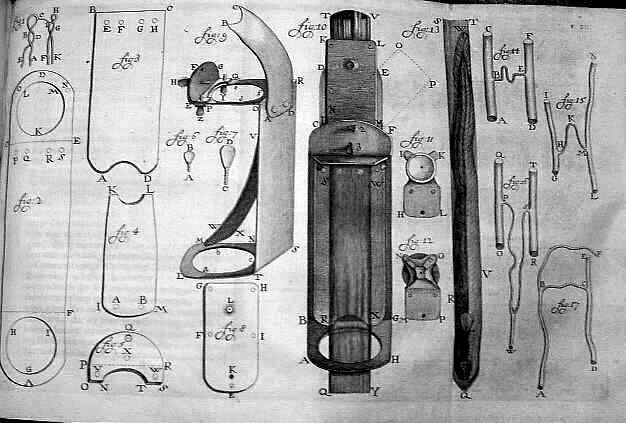 fig:1
H
C
G
B
D
E
A
F
K
fig:2
D
O
N
L
M
K
E
P Q R S
F
H
I
G
A
fig:3
B
C
E F G H
A
D
fig:4
K
L
A
B
I
M
fig:5
Q
X
P
R
Y
W
O N T S
fig:6
B
A
fig:7
D
C
fig:8
G
H
L
F
I
K
E
fig:9
C
B
H
E
Z
P
R
A
D
V
W
X
M
L
T
S
fig:10
T
V
K
L
D
E
C
N
M
F
O
P
S
W
B
R
X
G
A
H
Q
Y
fig:11
K
H
L
fig:12
N
O
M
P
fig:13
S
T
W
V
R
Q
fig:14
C
F
B
E
A
D
fig:15
I
K
H
M
G
L
Q
T
P
O
R
fig:17
B
C
E
A
D